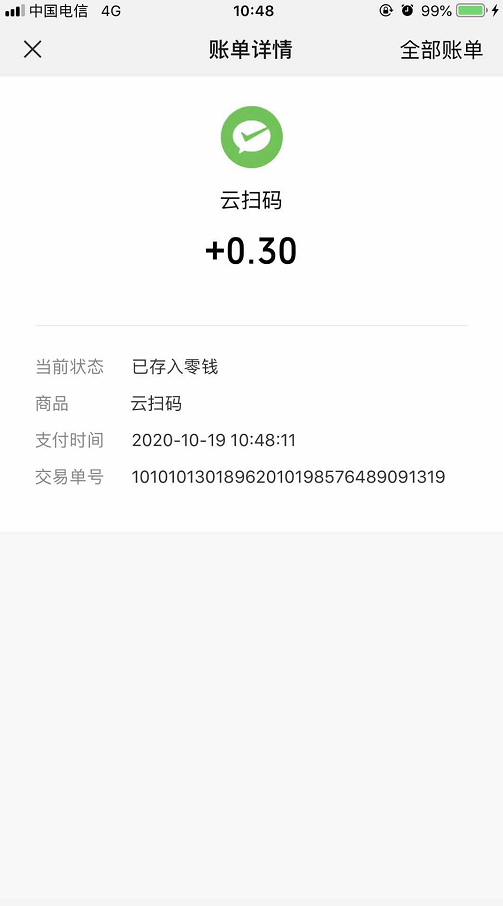 中国电信 4G 10:48 99%
账单详情 全部账单
云扫码
+0.30
当前状态 已存入零钱
商品 云扫码
支付时间 2020-10-19 10:48:11
交易单号 1010101301896201019857648909​1319